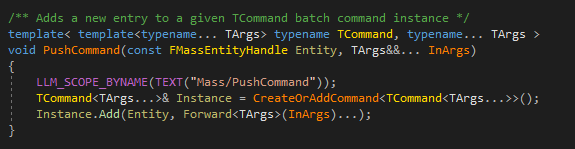 /** Adds a new entry to a given TCommand batch command instance */
template< template<typename... TArgs> typename TCommand, typename... TArgs >
void PushCommand(const FMassEntityHandle Entity, TArgs&&... InArgs)
{
    LLM_SCOPE_BYNAME(TEXT("Mass/PushCommand"));
    TCommand<TArgs...>& Instance = CreateOrAddCommand<TCommand<TArgs...>>();
    Instance.Add(Entity, Forward<TArgs>(InArgs)...);
}